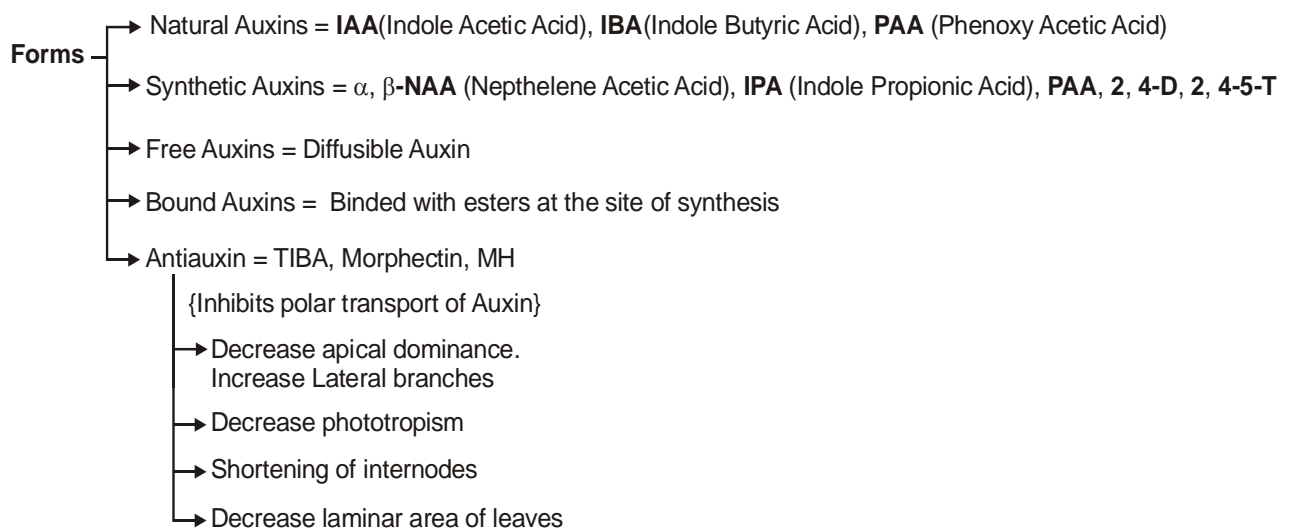 Natural Auxins = IAA(Indole Acetic Acid), IBA(Indole Butyric Acid), PAA (Phenoxy Acetic Acid)
Forms
Synthetic Auxins = α, β-NAA (Nepthelene Acetic Acid), IPA (Indole Propionic Acid), PAA, 2, 4-D, 2, 4-5-T
Free Auxins = Diffusible Auxin
Bound Auxins = Binded with esters at the site of synthesis
Antiauxin = TIBA, Morphectin, MH
{Inhibits polar transport of Auxin}
Decrease apical dominance.
Increase Lateral branches
Decrease phototropism
Shortening of internodes
Decrease laminar area of leaves